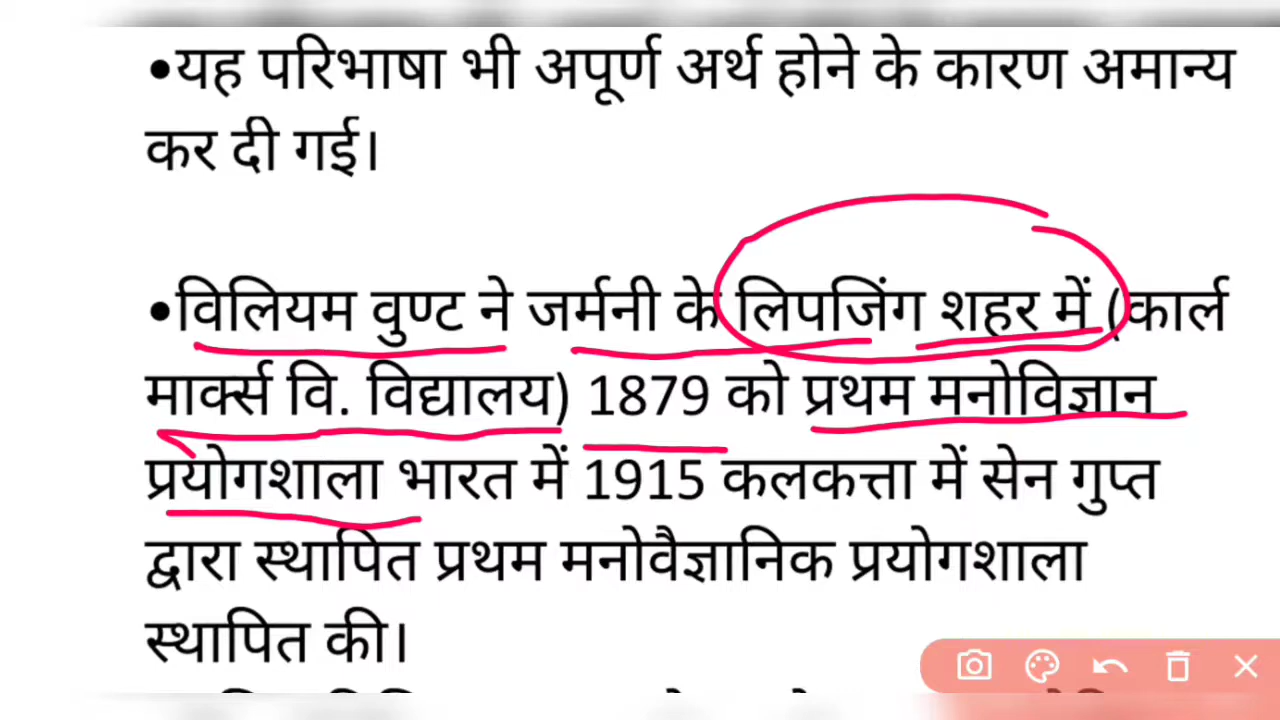 •यह परिभाषा भी अपूर्ण अर्थ होने के कारण अमान्य
कर दी गई।
•विलियम वुण्ट ने जर्मनी के लिपजिंग शहर में (कार्ल
मार्क्स वि. विद्यालय) 1879 को प्रथम मनोविज्ञान
प्रयोगशाला भारत में 1915 कलकत्ता में सेन गुप्त
द्वारा स्थापित प्रथम मनोवैज्ञानिक प्रयोगशाला
स्थापित की।